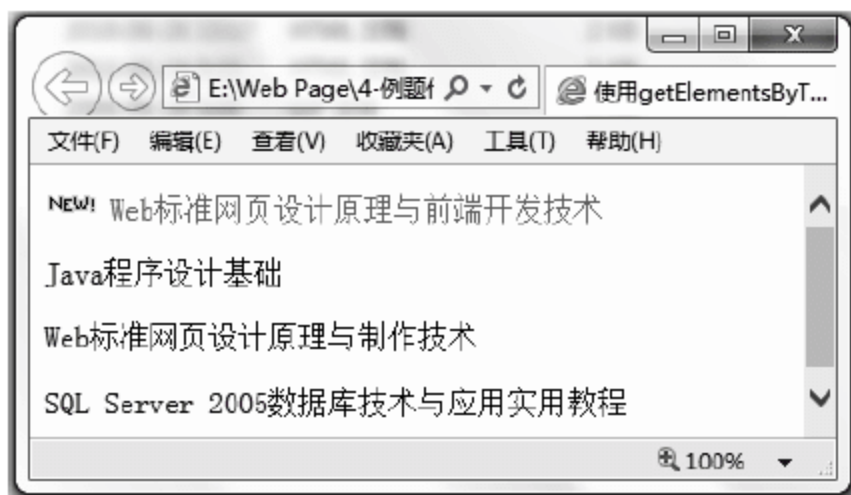 E:\Web Page\4-例题 使用getElementsByT...
文件(F) 编辑(E) 查看(V) 收藏夹(A) 工具(T) 帮助(H)
NEW! Web标准网页设计原理与前端开发技术
Java程序设计基础
Web标准网页设计原理与制作技术
SQL Server 2005数据库技术与应用实用教程
100%